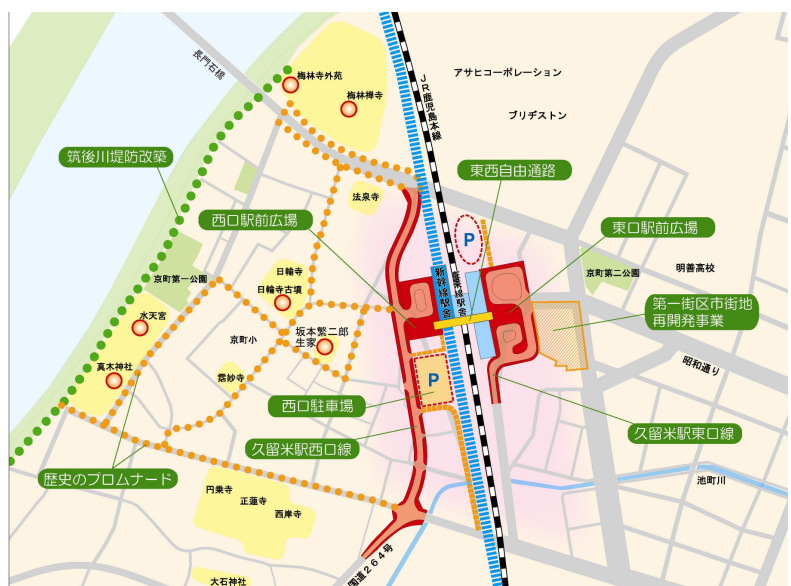 長門石橋
梅林寺外苑
梅林禅寺
JR鹿児島本線
アサヒコーポレーション
ブリヂストン
筑後川堤防改築
東西自由通路
法泉寺
西口駅前広場
P
東口駅前広場
新幹線駅舎
在来線駅舎
日輪寺
日輪寺古墳
京町第一公園
京町第二公園
明善高校
第一街区市街地
再開発事業
水天宮
京町小
坂本繁二郎
生家
昭和通り
真木神社
霊妙寺
P
西口駐車場
久留米駅西口線
久留米駅東口線
歴史のプロムナード
池町川
円乗寺
正蓮寺
西岸寺
大石神社
国道264号